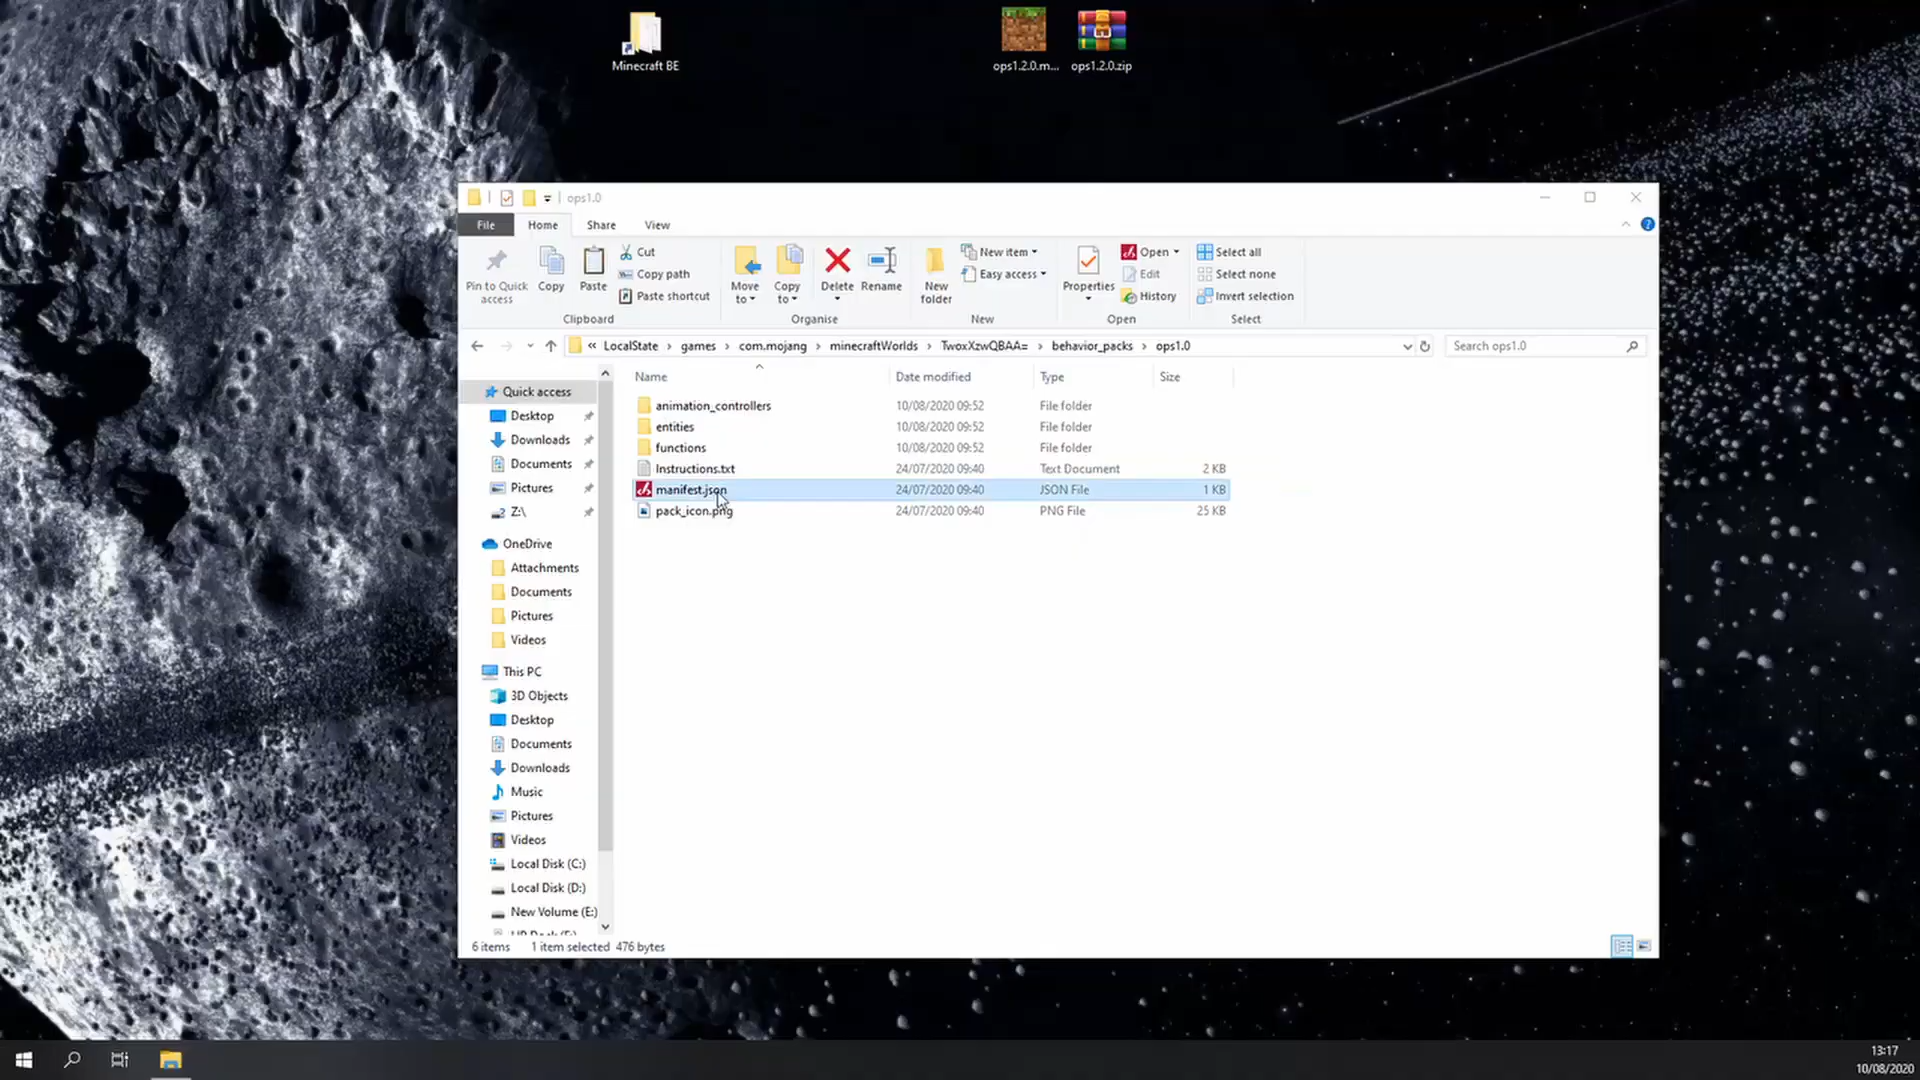 Minecraft BE
ops1.2.0.m...
ops1.2.0.zip
ops1.0
File
Home
Share
View
Pin to Quick access
Copy
Paste
Cut
Copy path
Paste shortcut
Clipboard
Move to
Copy to
Delete
Rename
Organise
New folder
New item
Easy access
New
Properties
Open
Edit
History
Open
Select all
Select none
Invert selection
Select
« LocalState › games › com.mojang › minecraftWorlds › TwoxXzwQBAA= › behavior_packs › ops1.0
Search ops1.0
Name Date modified Type Size
animation_controllers 10/08/2020 09:52 File folder
entities 10/08/2020 09:52 File folder
functions 10/08/2020 09:52 File folder
Instructions.txt 24/07/2020 09:40 Text Document 2 KB
manifest.json 24/07/2020 09:40 JSON File 1 KB
pack_icon.png 24/07/2020 09:40 PNG File 25 KB
Quick access
Desktop
Downloads
Documents
Pictures
Z:\
OneDrive
Attachments
Documents
Pictures
Videos
This PC
3D Objects
Desktop
Documents
Downloads
Music
Pictures
Videos
Local Disk (C:)
Local Disk (D:)
New Volume (E:)
6 items 1 item selected 476 bytes
13:17
10/08/2020